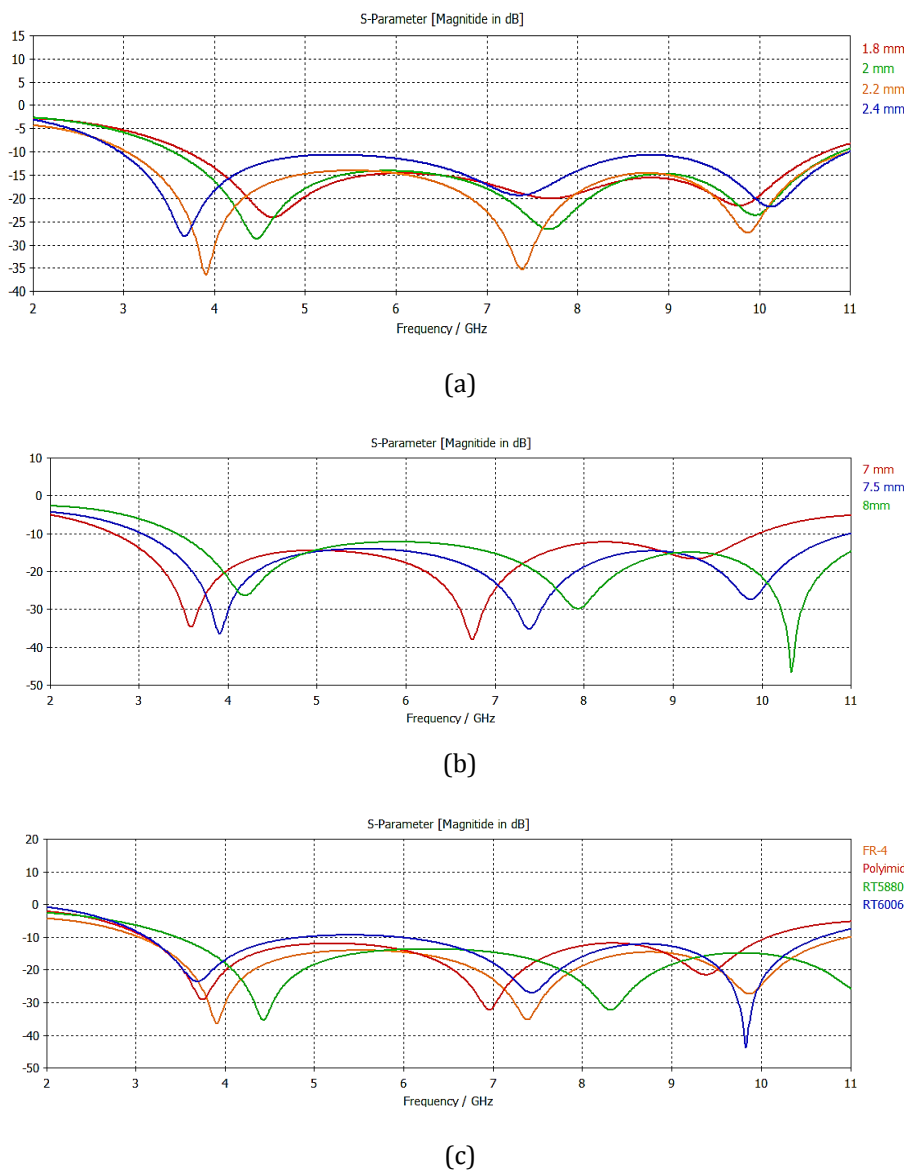 S-Parameter [Magnitide in dB]
15
10
5
0
-5
-10
-15
-20
-25
-30
-35
-40
2 3 4 5 6 7 8 9 10 11
Frequency / GHz
1.8 mm
2 mm
2.2 mm
2.4 mm
(a)
S-Parameter [Magnitide in dB]
10
0
-10
-20
-30
-40
-50
2 3 4 5 6 7 8 9 10 11
Frequency / GHz
7 mm
7.5 mm
8mm
(b)
S-Parameter [Magnitide in dB]
20
10
0
-10
-20
-30
-40
-50
2 3 4 5 6 7 8 9 10 11
Frequency / GHz
FR-4
Polyimid
RT5880
RT6006
(c)